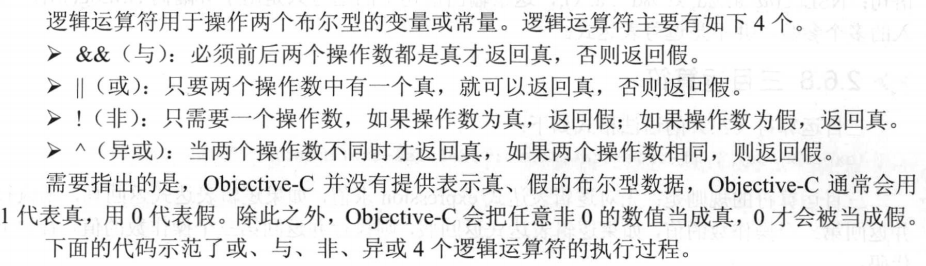 逻辑运算符用于操作两个布尔型的变量或常量。逻辑运算符主要有如下 4 个。
➢ &&（与）：必须前后两个操作数都是真才返回真，否则返回假。
➢ ||（或）：只要两个操作数中有一个真，就可以返回真，否则返回假。
➢ !（非）：只需要一个操作数，如果操作数为真，返回假；如果操作数为假，返回真。
➢ ^（异或）：当两个操作数不同时才返回真，如果两个操作数相同，则返回假。
需要指出的是，Objective-C 并没有提供表示真、假的布尔型数据，Objective-C 通常会用
1 代表真，用 0 代表假。除此之外，Objective-C 会把任意非 0 的数值当成真，0 才会被当成假。
下面的代码示范了或、与、非、异或 4 个逻辑运算符的执行过程。